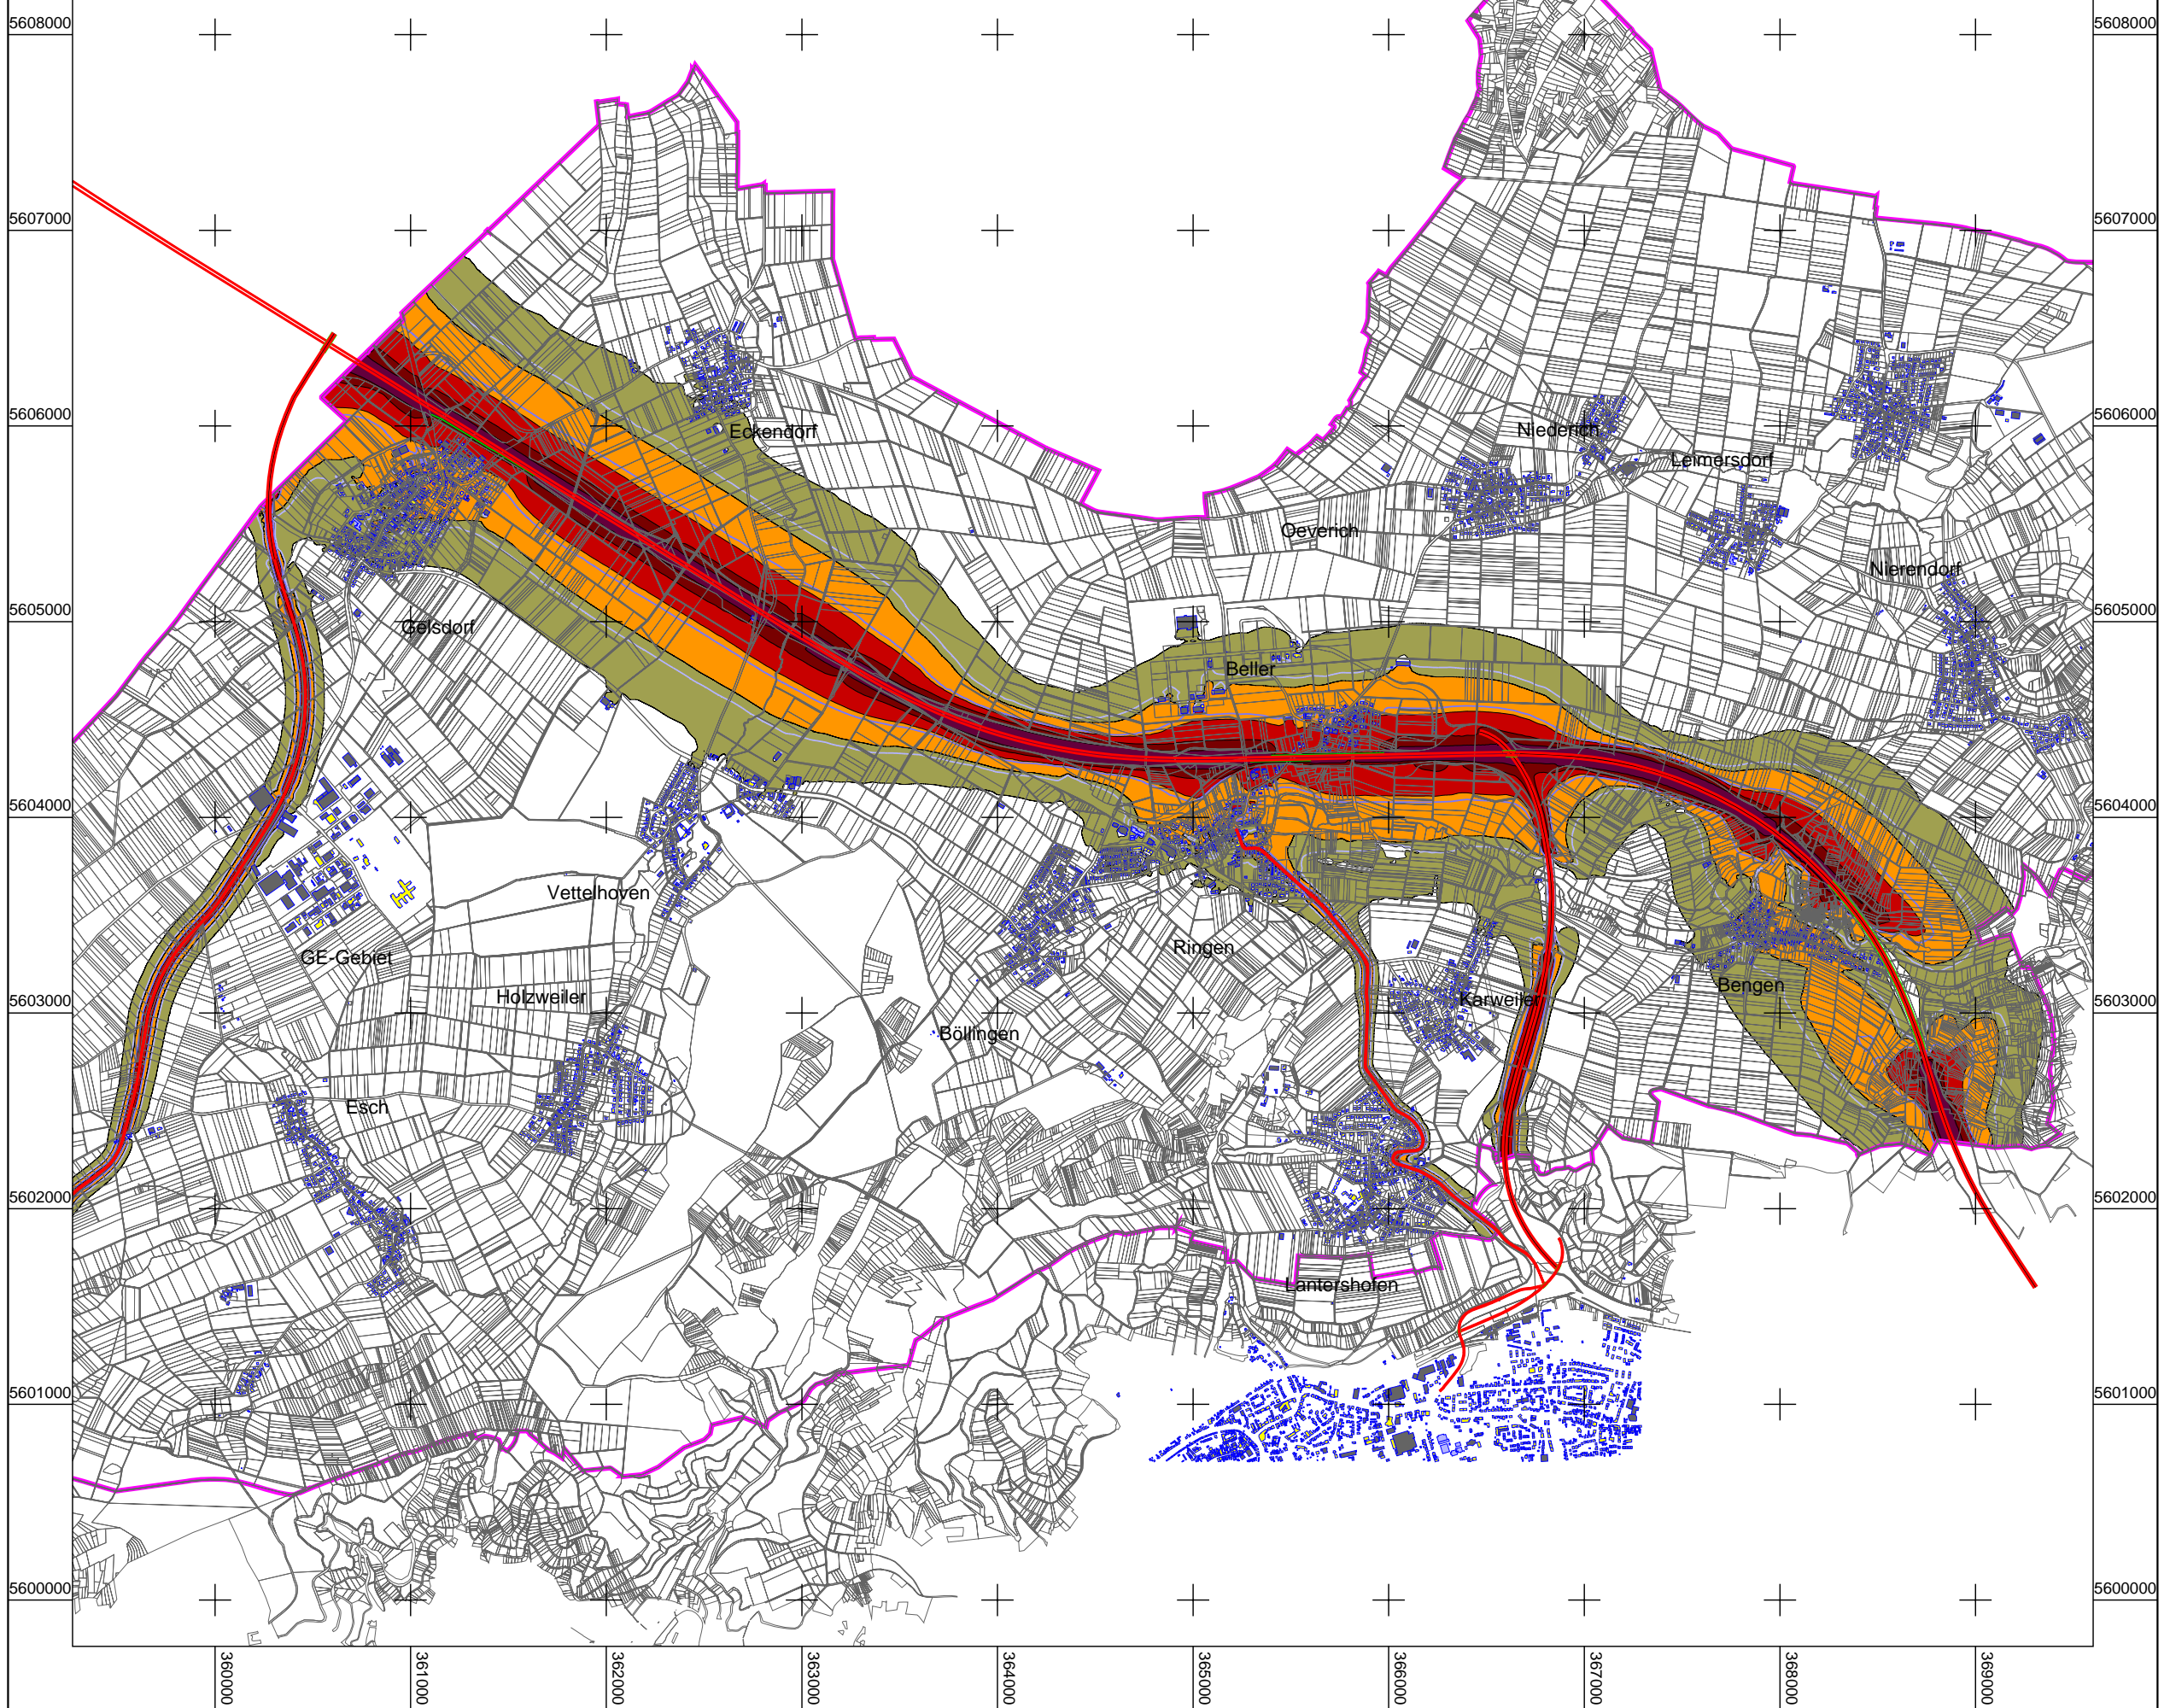 5608000 5608000
5607000 5607000
5606000 5606000
Eckendorf
Niederich
Leimersdorf
Oeverich
Nierendorf
5605000 5605000
Gelsdorf
Beller
5604000 5604000
Vettelhoven
Ringen
GE-Gebiet
Bengen
Holzweiler
Karweiler
5603000 5603000
Böllingen
Esch
5602000 5602000
Lantershofen
5601000 5601000
5600000 5600000
360000 361000 362000 363000 364000 365000 366000 367000 368000 369000